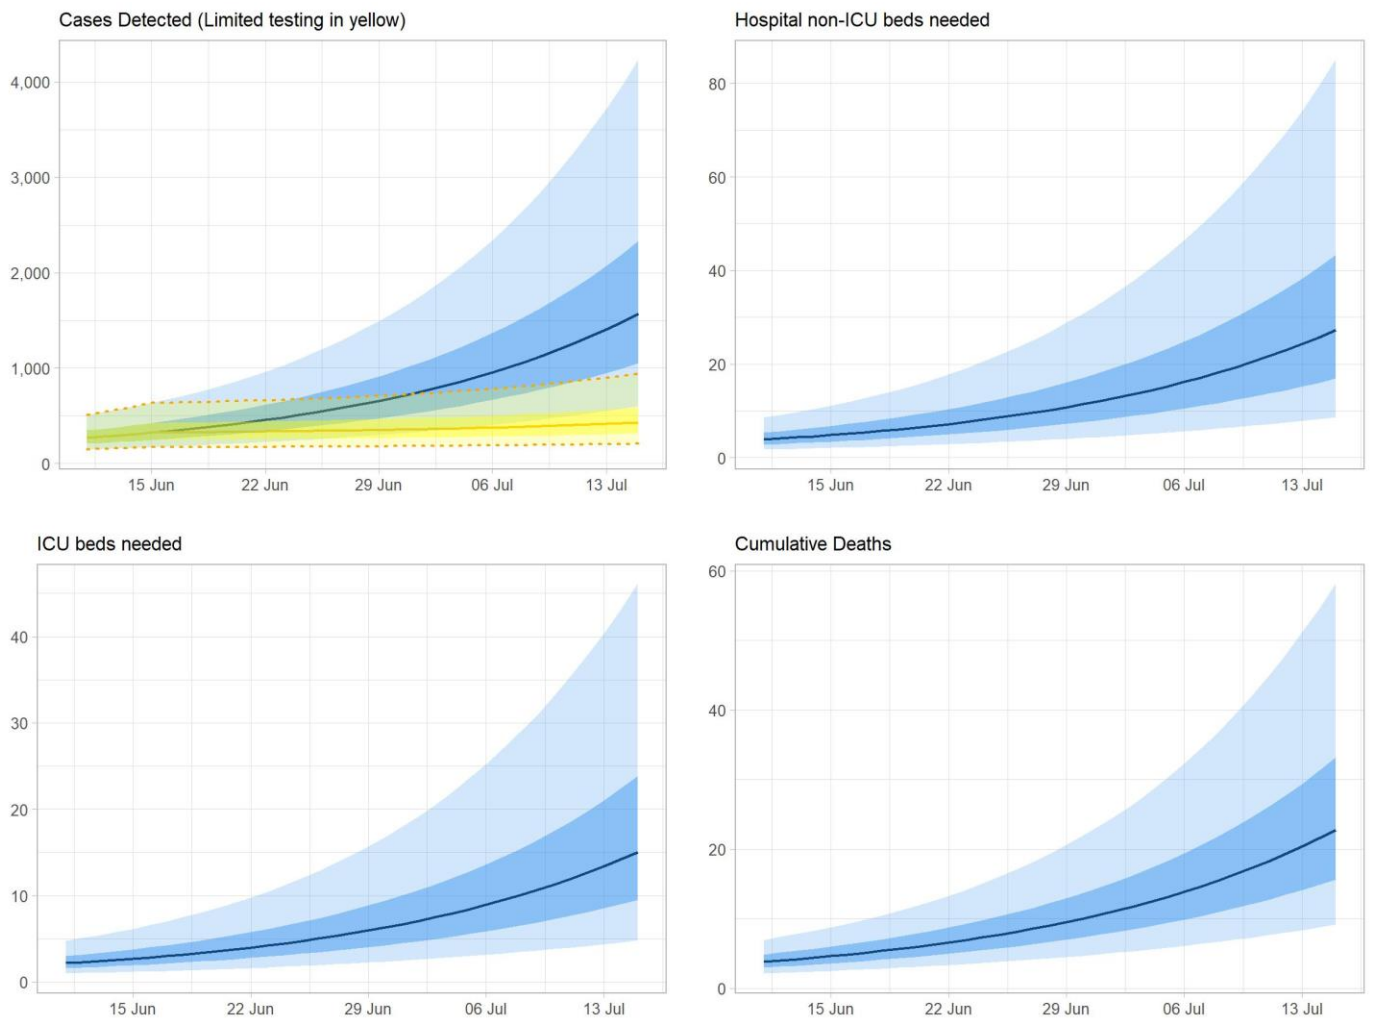 Cases Detected (Limited testing in yellow)
4,000
3,000
2,000
1,000
0
15 Jun 22 Jun 29 Jun 06 Jul 13 Jul
Hospital non-ICU beds needed
80
60
40
20
0
15 Jun 22 Jun 29 Jun 06 Jul 13 Jul
ICU beds needed
40
30
20
10
0
15 Jun 22 Jun 29 Jun 06 Jul 13 Jul
Cumulative Deaths
60
40
20
0
15 Jun 22 Jun 29 Jun 06 Jul 13 Jul